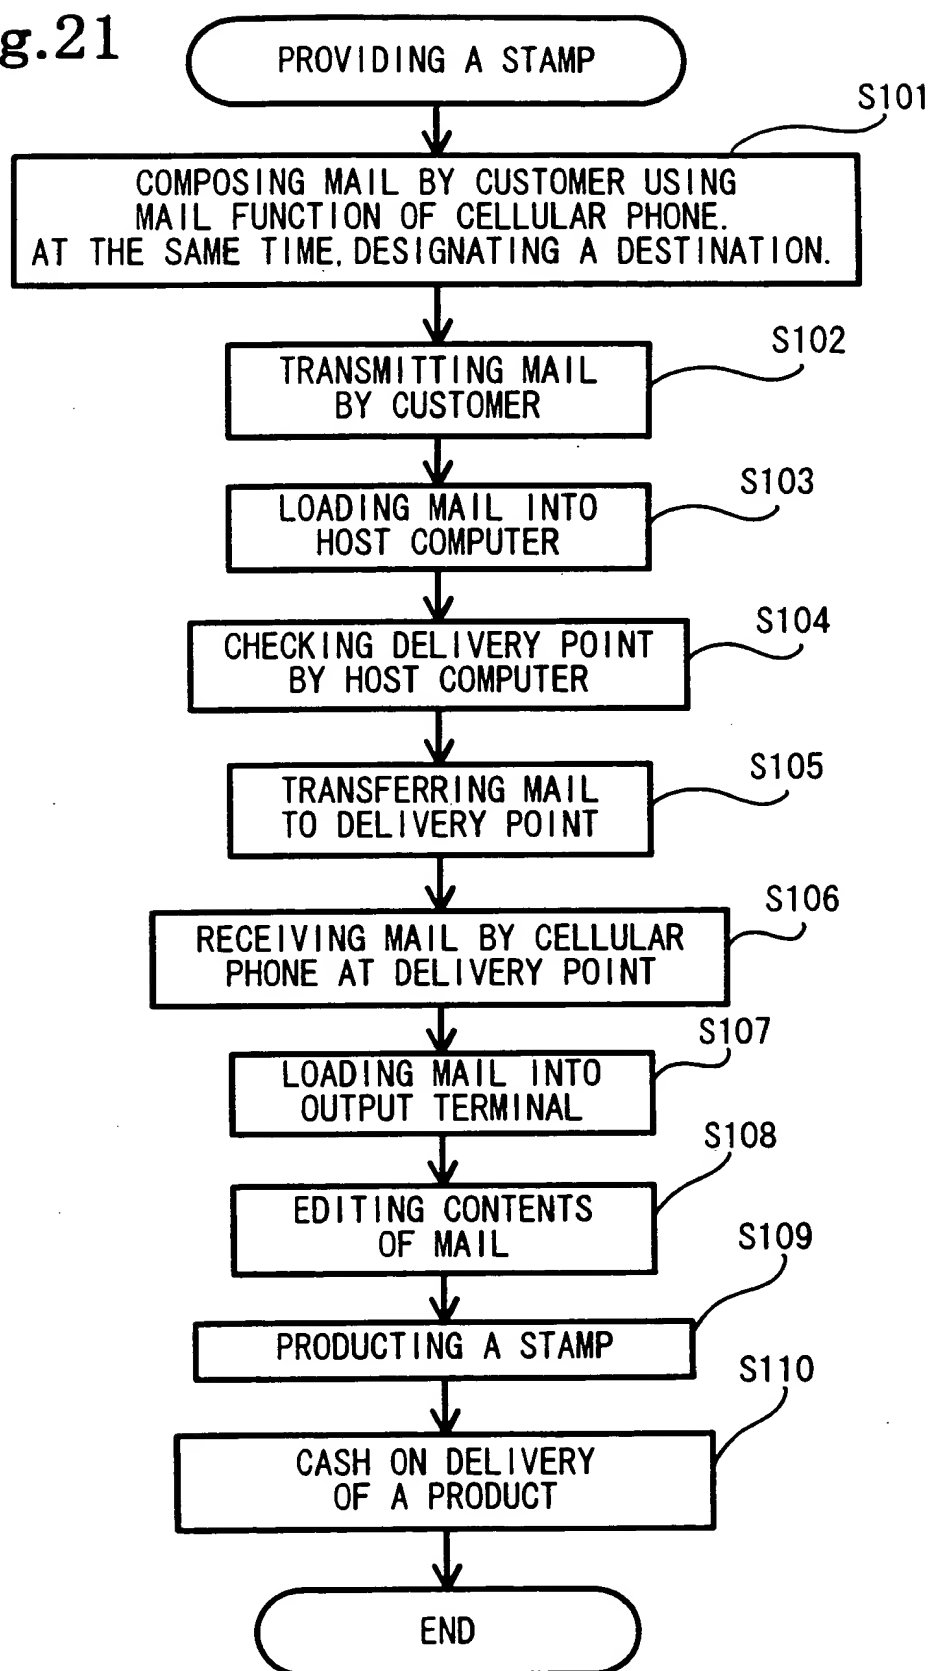 g.21
PROVIDING A STAMP
S101
COMPOSING MAIL BY CUSTOMER USING
MAIL FUNCTION OF CELLULAR PHONE.
AT THE SAME TIME, DESIGNATING A DESTINATION.
S102
TRANSMITTING MAIL
BY CUSTOMER
S103
LOADING MAIL INTO
HOST COMPUTER
S104
CHECKING DELIVERY POINT
BY HOST COMPUTER
S105
TRANSFERRING MAIL
TO DELIVERY POINT
S106
RECEIVING MAIL BY CELLULAR
PHONE AT DELIVERY POINT
S107
LOADING MAIL INTO
OUTPUT TERMINAL
S108
EDITING CONTENTS
OF MAIL
S109
PRODUCTING A STAMP
S110
CASH ON DELIVERY
OF A PRODUCT
END